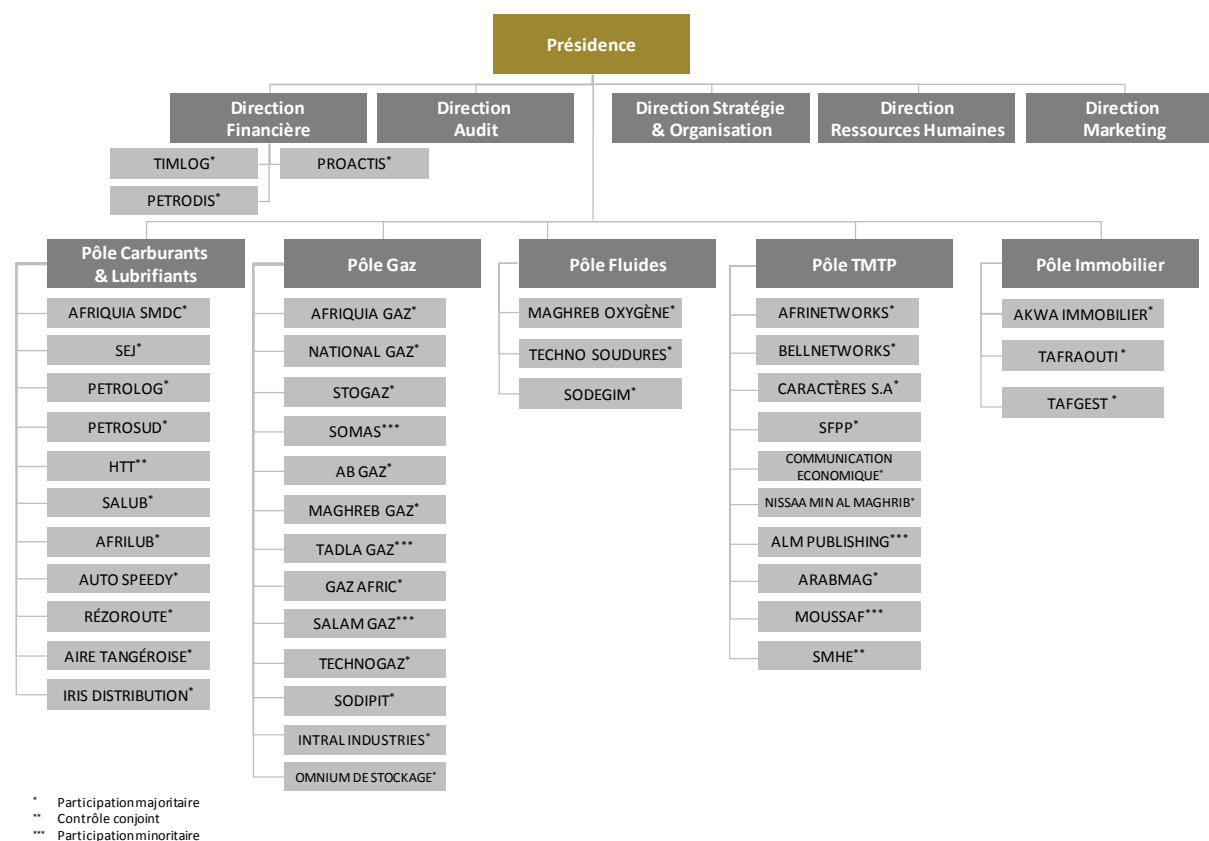 Présidence
Direction
Financière
Direction
Audit
Direction Stratégie
& Organisation
Direction
Ressources Humaines
Direction
Marketing
TIMLOG*
PROACTIS*
PETRODIS*
Pôle Carburants
& Lubrifiants
AFRIQUIA SMDC*
SEJ*
PETROLOG*
PETROSUD*
HTT**
SALUB*
AFRILUB*
AUTO SPEEDY*
RÉZOROUTE*
AIRE TANGÉROISE*
IRIS DISTRIBUTION*
Pôle Gaz
AFRIQUIA GAZ*
NATIONAL GAZ*
STOGAZ*
SOMAS***
AB GAZ*
MAGHREB GAZ*
TADLA GAZ***
GAZ AFRIC*
SALAM GAZ***
TECHNOGAZ*
SODIPIT*
INTRAL INDUSTRIES*
OMNIUM DE STOCKAGE*
Pôle Fluides
MAGHREB OXYGÈNE*
TECHNO SOUDURES*
SODEGIM*
Pôle TMTP
AFRINETWORKS*
BELLNETWORKS*
CARACTÈRES S.A*
SFPP*
COMMUNICATION
ECONOMIQUE*
NISSAA MIN AL MAGHRIB*
ALM PUBLISHING***
ARABMAG*
MOUSSAF***
SMHE**
Pôle Immobilier
AKWA IMMOBILIER*
TAFRAOUTI *
TAFGEST *
* Participation majoritaire
** Contrôle conjoint
*** Participation minoritaire